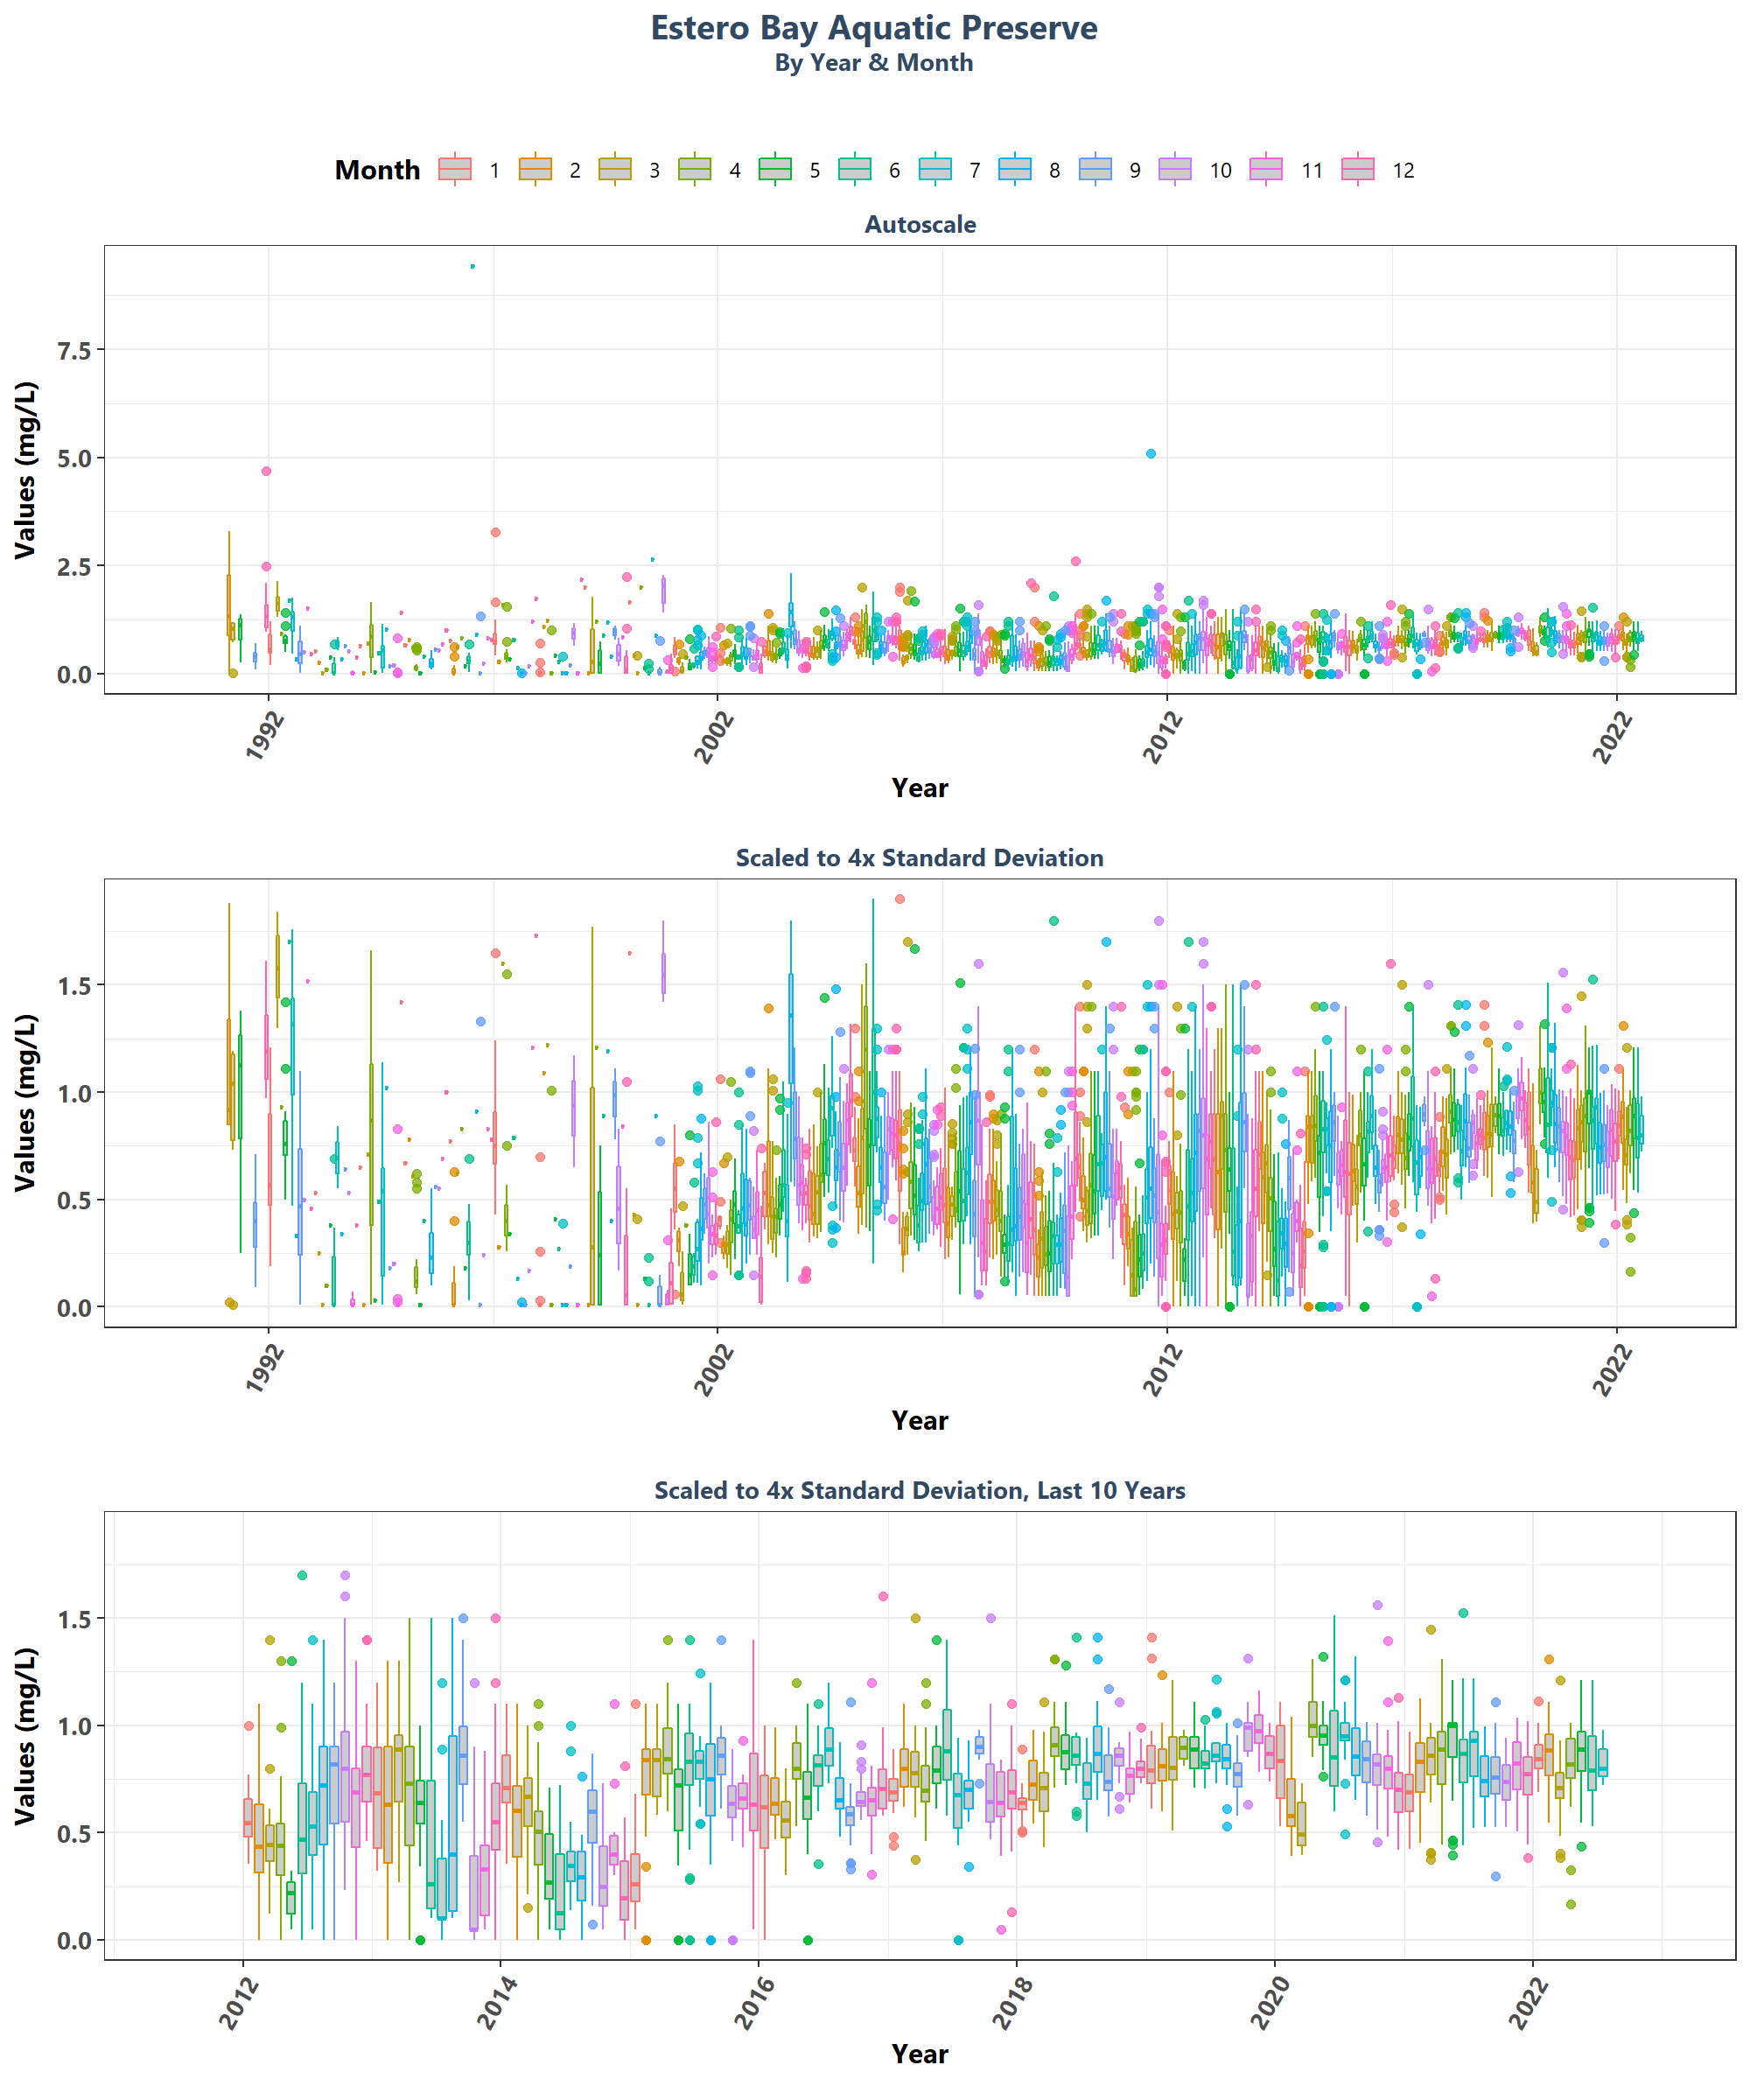 Estero Bay Aquatic Preserve
By Year & Month
Month 1 2 3 4 5 6 7 8 9 10 11 12
Autoscale
Values (mg/L)
7.5
5.0
2.5
0.0
1992 2002 2012 2022
Year
Scaled to 4x Standard Deviation
Values (mg/L)
1.5
1.0
0.5
0.0
1992 2002 2012 2022
Year
Scaled to 4x Standard Deviation, Last 10 Years
Values (mg/L)
1.5
1.0
0.5
0.0
2012 2014 2016 2018 2020 2022
Year